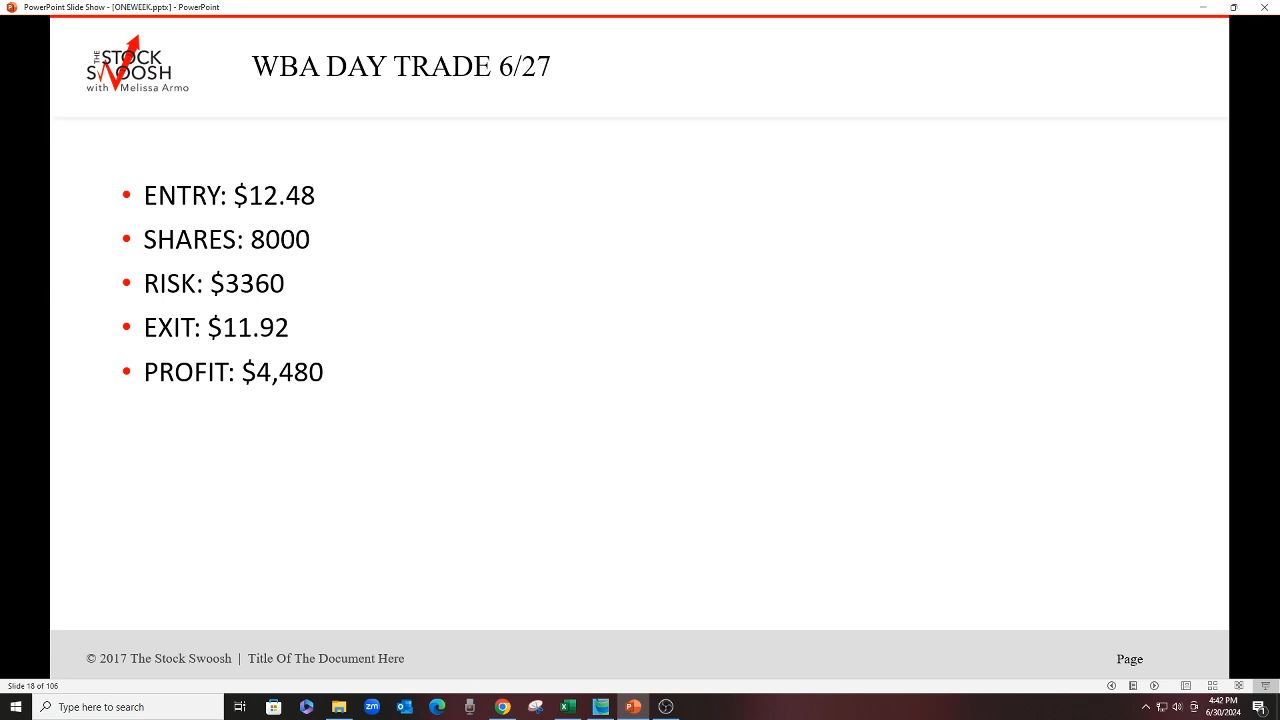 PowerPoint Slide Show - [ONEWEEK.pptx] - PowerPoint
THE
STOCK
SWOOSH
with Melissa Armo
WBA DAY TRADE 6/27
• ENTRY: $12.48
• SHARES: 8000
• RISK: $3360
• EXIT: $11.92
• PROFIT: $4,480
© 2017 The Stock Swoosh | Title Of The Document Here
Page
Slide 18 of 106
Type here to search
4:42 PM
6/30/2024